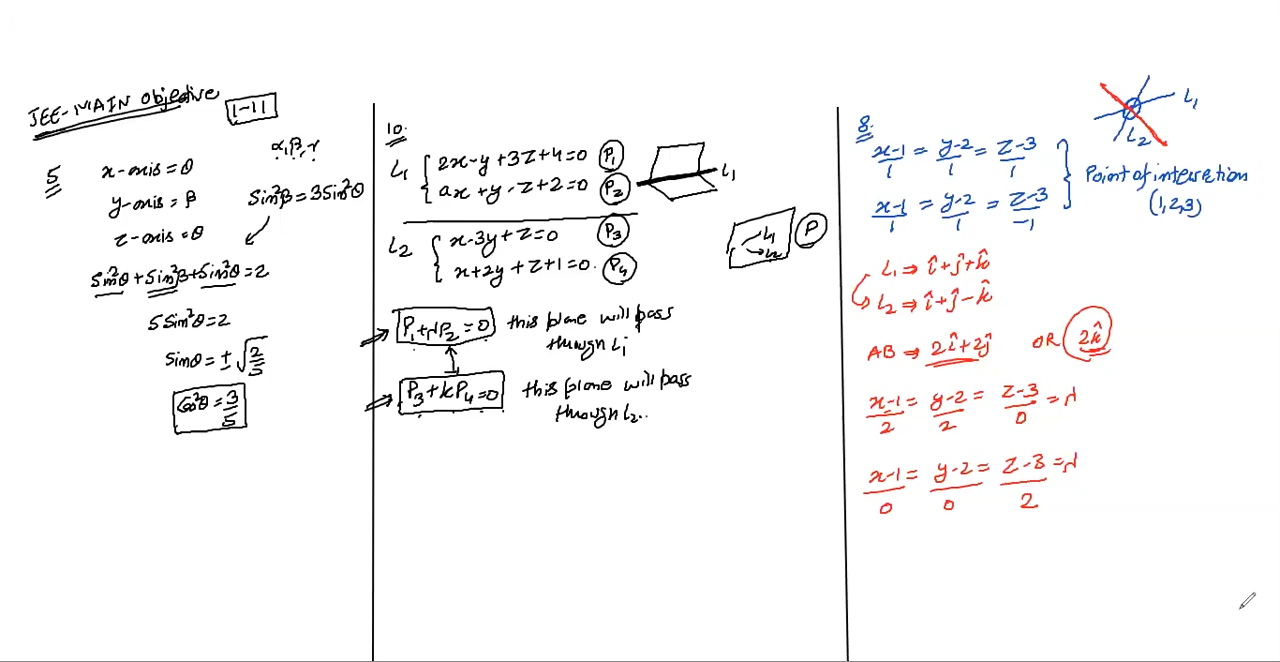 JEE-MAIN Objective
1-11
5
x-axis = θ
y-axis = β
z-axis = θ
α, β, γ
Sin²β = 3Sin²θ
Sin²θ + Sin²β + Sin²θ = 2
5Sin²θ = 2
Sinθ = ± √(2/5)
Cos²θ = 3/5
10.
L₁ { 2x-y+3z+4=0 (P₁)
ax+y-z+2=0 (P₂)
L₁
L₂ { x-3y+z=0 (P₃)
x+2y+z+1=0. (P₄)
L₁
L₂
P
P₁+λP₂=0 this plane will pass
through L₁
P₃+kP₄=0 this plane will pass
through L₂..
8.
L₁
L₂
x-1/1 = y-2/1 = z-3/1
x-1/1 = y-2/1 = z-3/-1
Point of intersetion
(1,2,3)
L₁ ⇒ î+ĵ+k̂
L₂ ⇒ î+ĵ-k̂
AB ⇒ 2î+2ĵ OR 2k̂
x-1/2 = y-2/2 = z-3/0 = λ
x-1/0 = y-2/0 = z-3/2 = λ